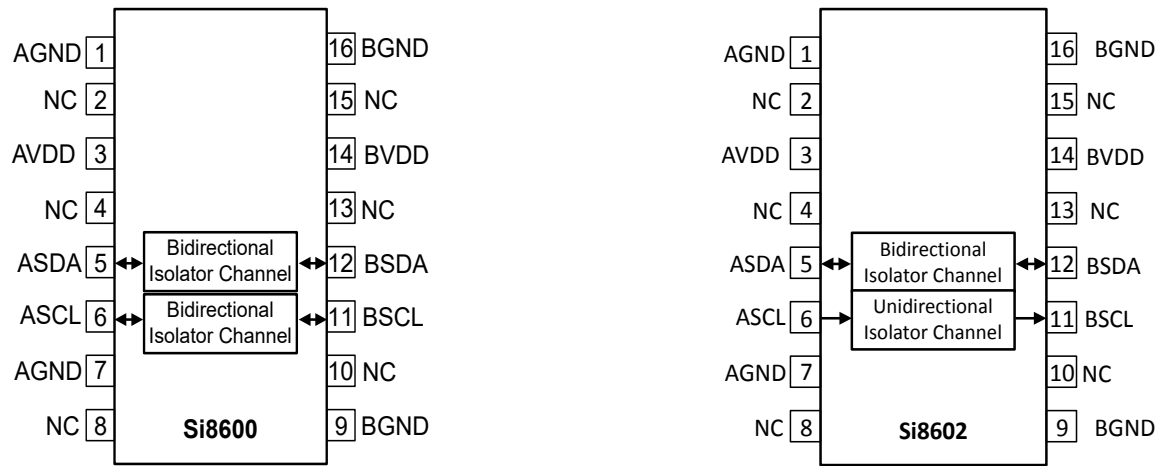 AGND 1
16 BGND
NC 2
15 NC
AVDD 3
14 BVDD
NC 4
13 NC
ASDA 5
Bidirectional
Isolator Channel
12 BSDA
ASCL 6
Bidirectional
Isolator Channel
11 BSCL
AGND 7
10 NC
NC 8
Si8600
9 BGND
AGND 1
16 BGND
NC 2
15 NC
AVDD 3
14 BVDD
NC 4
13 NC
ASDA 5
Bidirectional
Isolator Channel
12 BSDA
ASCL 6
Unidirectional
Isolator Channel
11 BSCL
AGND 7
10 NC
NC 8
Si8602
9 BGND